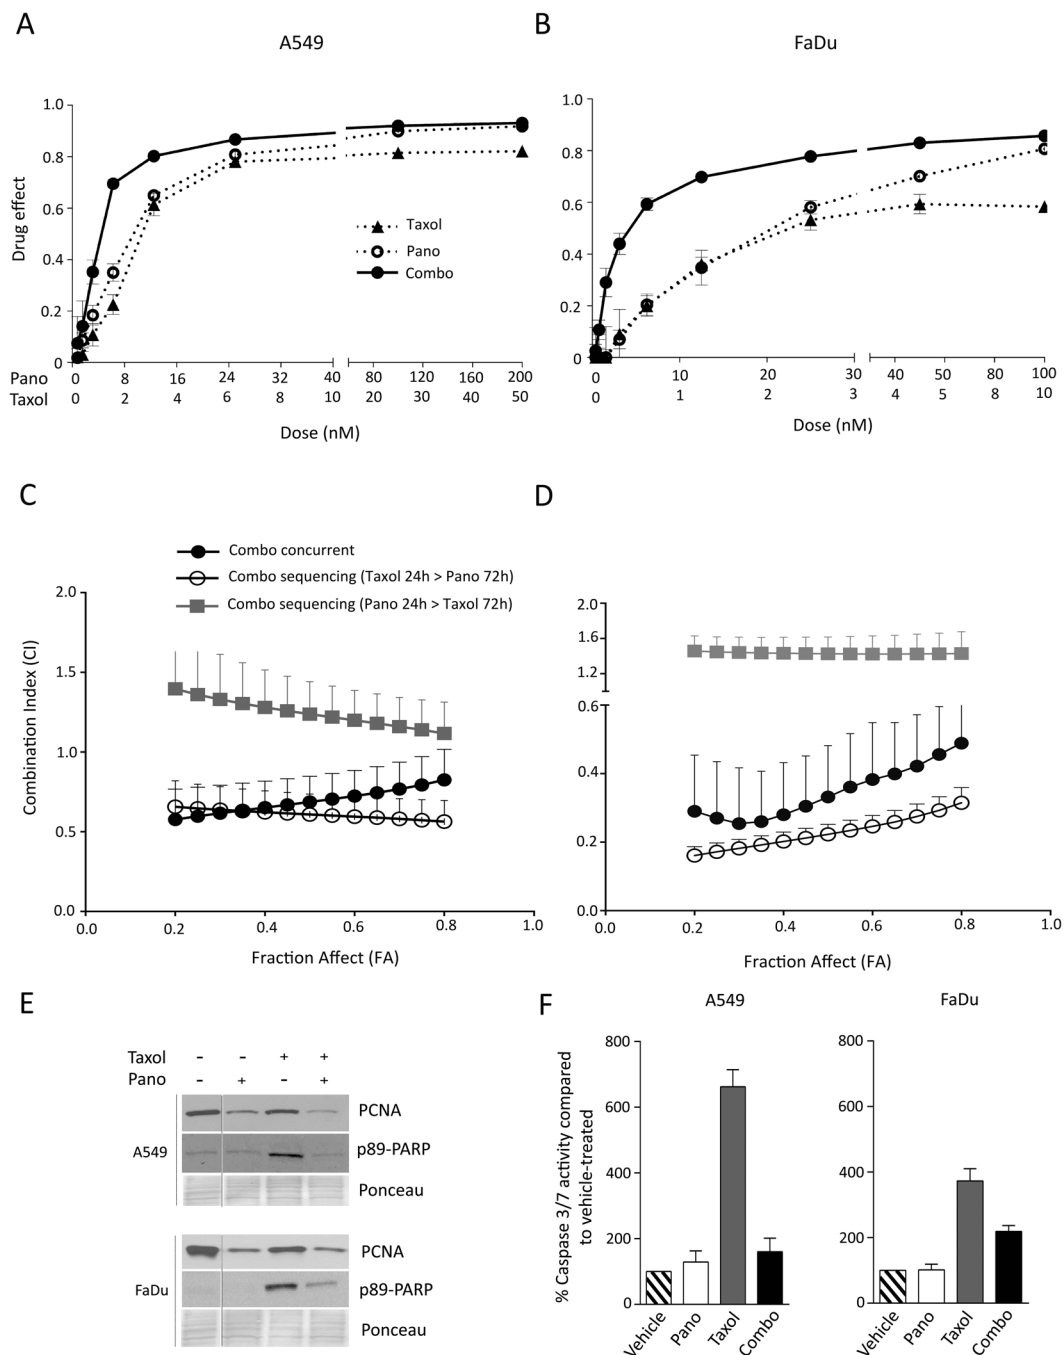 A
A549
B
FaDu
Drug effect
1.0
0.8
0.6
0.4
0.2
0
Taxol
Pano
Combo
Pano 0 8 16 24 32 40 80 120 160 200
Taxol 0 2 4 6 8 10 20 30 40 50
Dose (nM)
1.0
0.8
0.6
0.4
0.2
0
0 10 20 30 40 50 100
0 1 2 3 4 5 10
Dose (nM)
C
D
Combo concurrent
Combo sequencing (Taxol 24h > Pano 72h)
Combo sequencing (Pano 24h > Taxol 72h)
Combination Index (CI)
2.0
1.5
1.0
0.5
0.0
0.0 0.2 0.4 0.6 0.8 1.0
Fraction Affect (FA)
2.0
1.6
1.2
0.6
0.4
0.2
0.0
0.0 0.2 0.4 0.6 0.8 1.0
Fraction Affect (FA)
E
Taxol - - + +
Pano - + - +
A549
PCNA
p89-PARP
Ponceau
FaDu
PCNA
p89-PARP
Ponceau
F
A549
FaDu
% Caspase 3/7 activity compared
to vehicle-treated
800
600
400
200
0
Vehicle
Pano
Taxol
Combo
800
600
400
200
0
Vehicle
Pano
Taxol
Combo